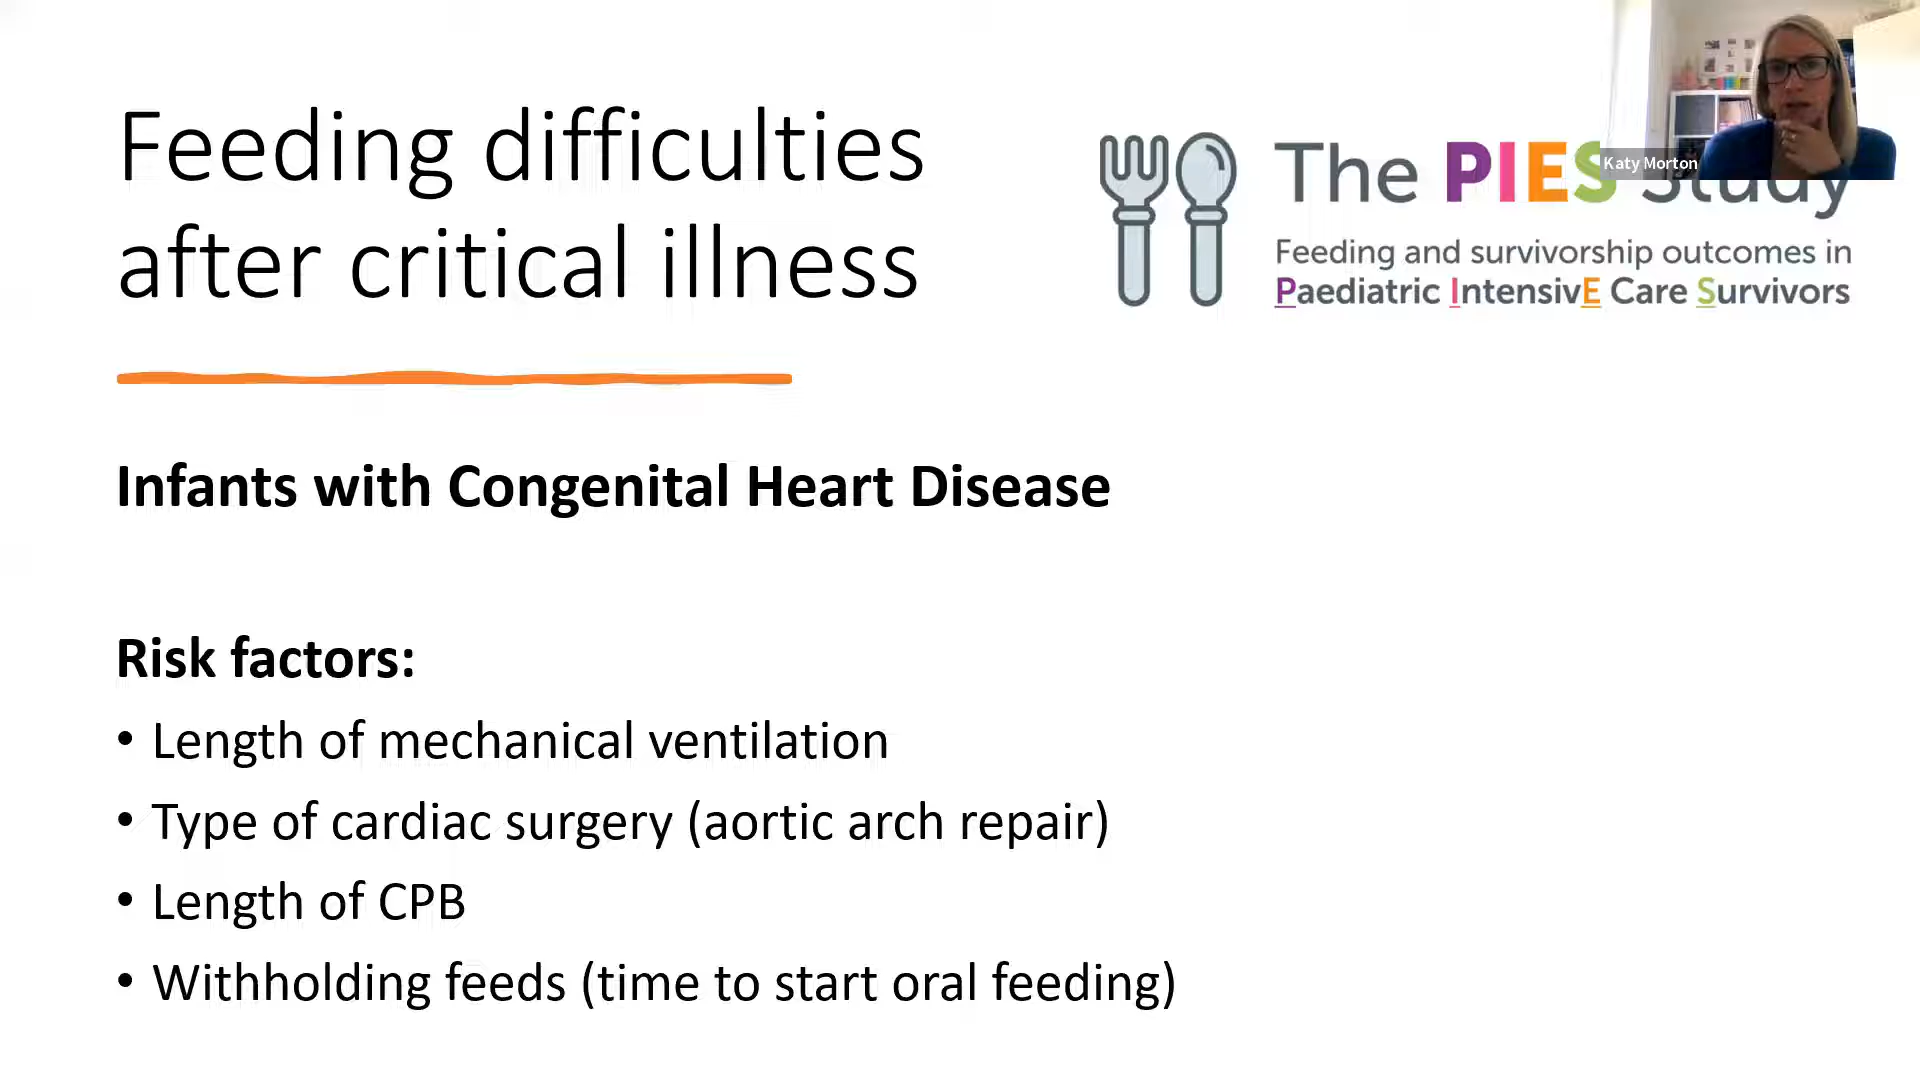 Feeding difficulties
after critical illness
The PIES Study
Katy Morton
Feeding and survivorship outcomes in
Paediatric IntensivE Care Survivors
Infants with Congenital Heart Disease
Risk factors:
• Length of mechanical ventilation
• Type of cardiac surgery (aortic arch repair)
• Length of CPB
• Withholding feeds (time to start oral feeding)